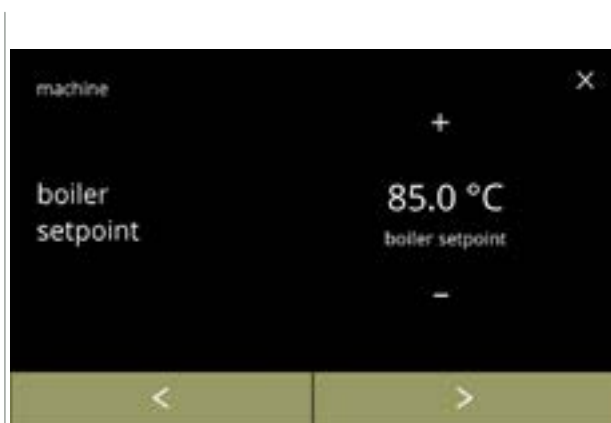 machine
X
+
boiler
setpoint
85.0 °C
boiler setpoint
-
< >